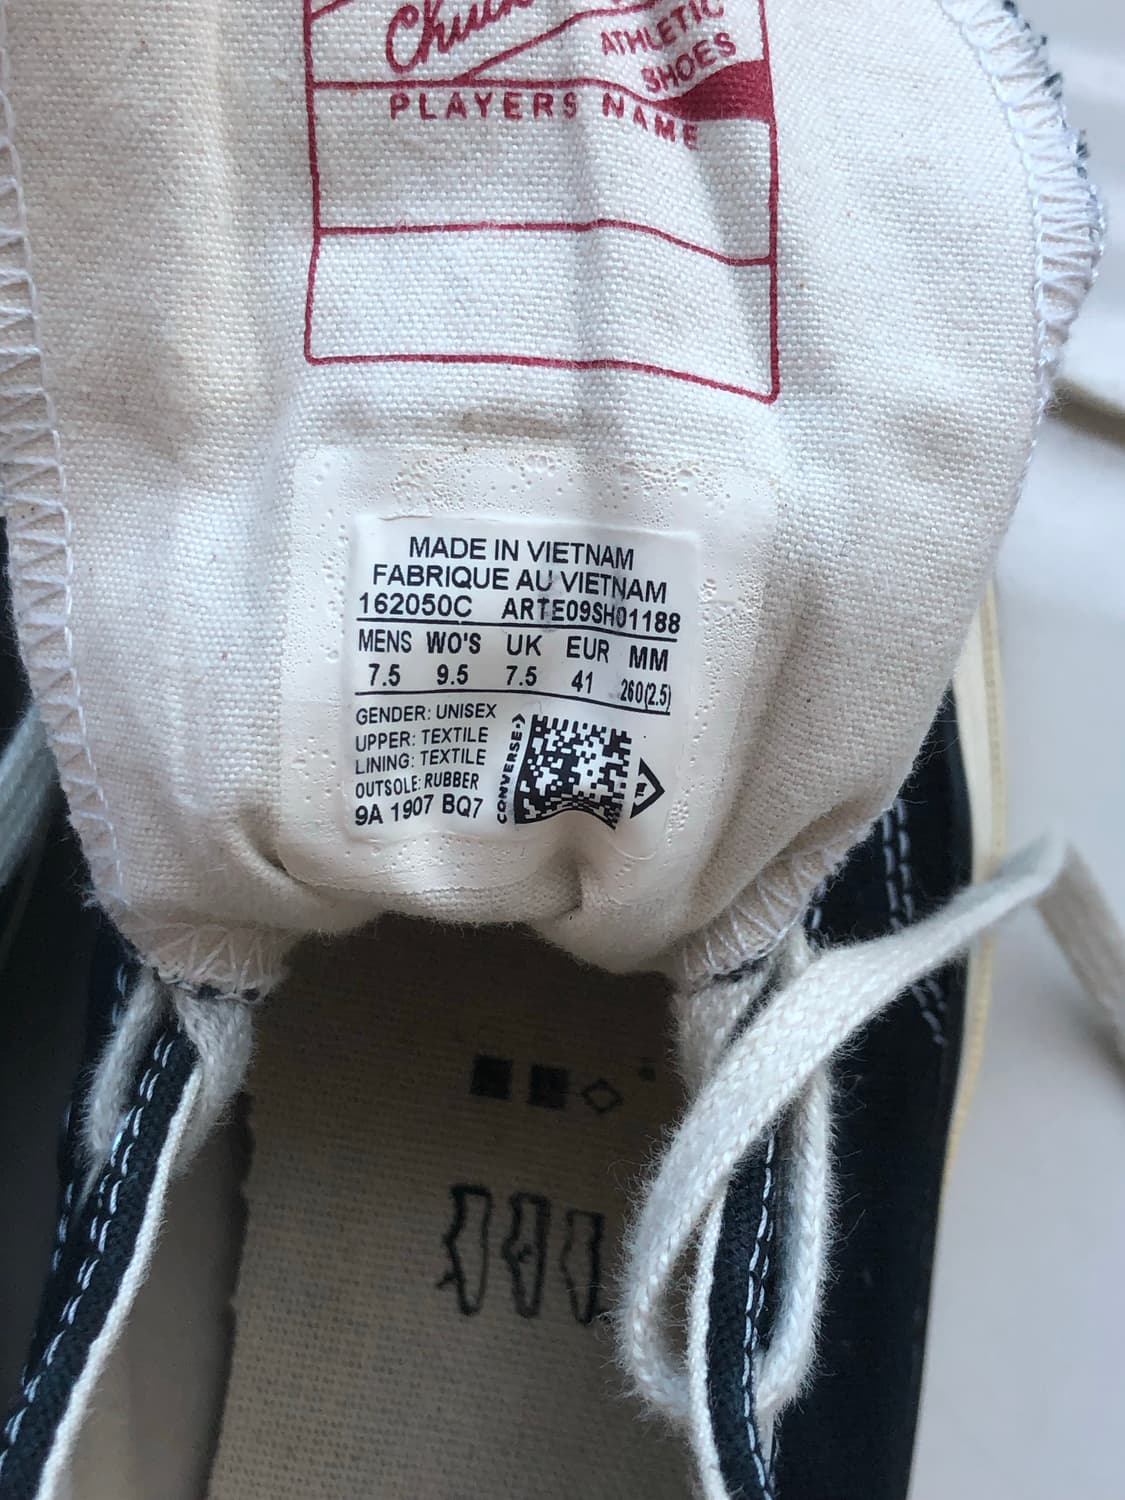 Chuck
ATHLETIC
SHOES
PLAYERS NAME
MADE IN VIETNAM
FABRIQUE AU VIETNAM
162050C ARTE09SH01188
MENS WO'S UK EUR MM
7.5 9.5 7.5 41 260(2.5)
GENDER: UNISEX
UPPER: TEXTILE
LINING: TEXTILE
OUTSOLE: RUBBER
9A 1907 BQ7
CONVERSE